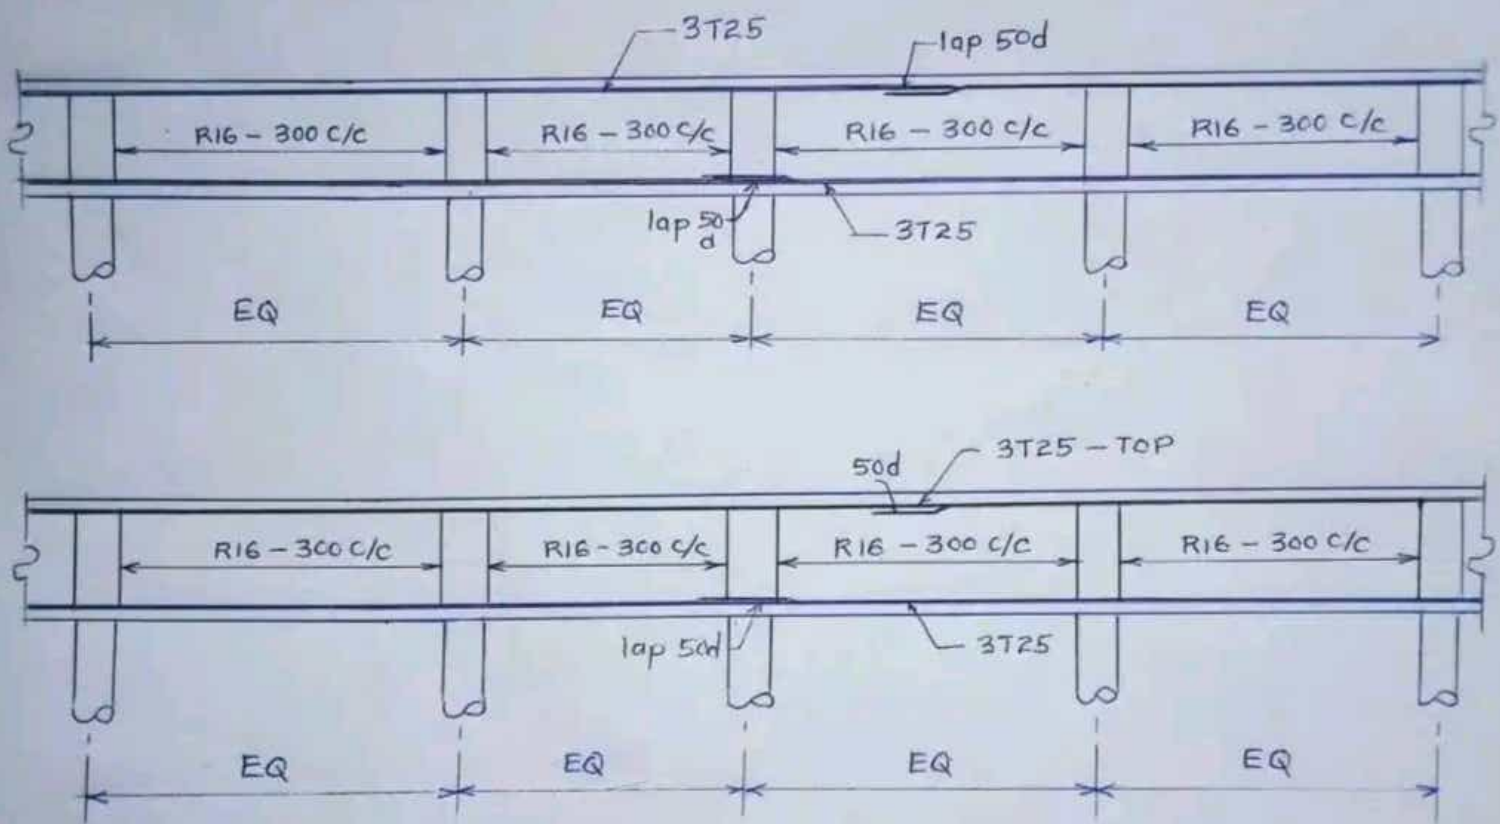 3T25
lap 50d
R16 - 300 C/C
R16 - 300 C/C
R16 - 300 C/C
R16 - 300 C/C
lap 50
d
3T25
EQ
EQ
EQ
EQ
3T25 - TOP
50d
R16 - 300 C/C
R16 - 300 C/C
R16 - 300 C/C
R16 - 300 C/C
lap 50d
3T25
EQ
EQ
EQ
EQ